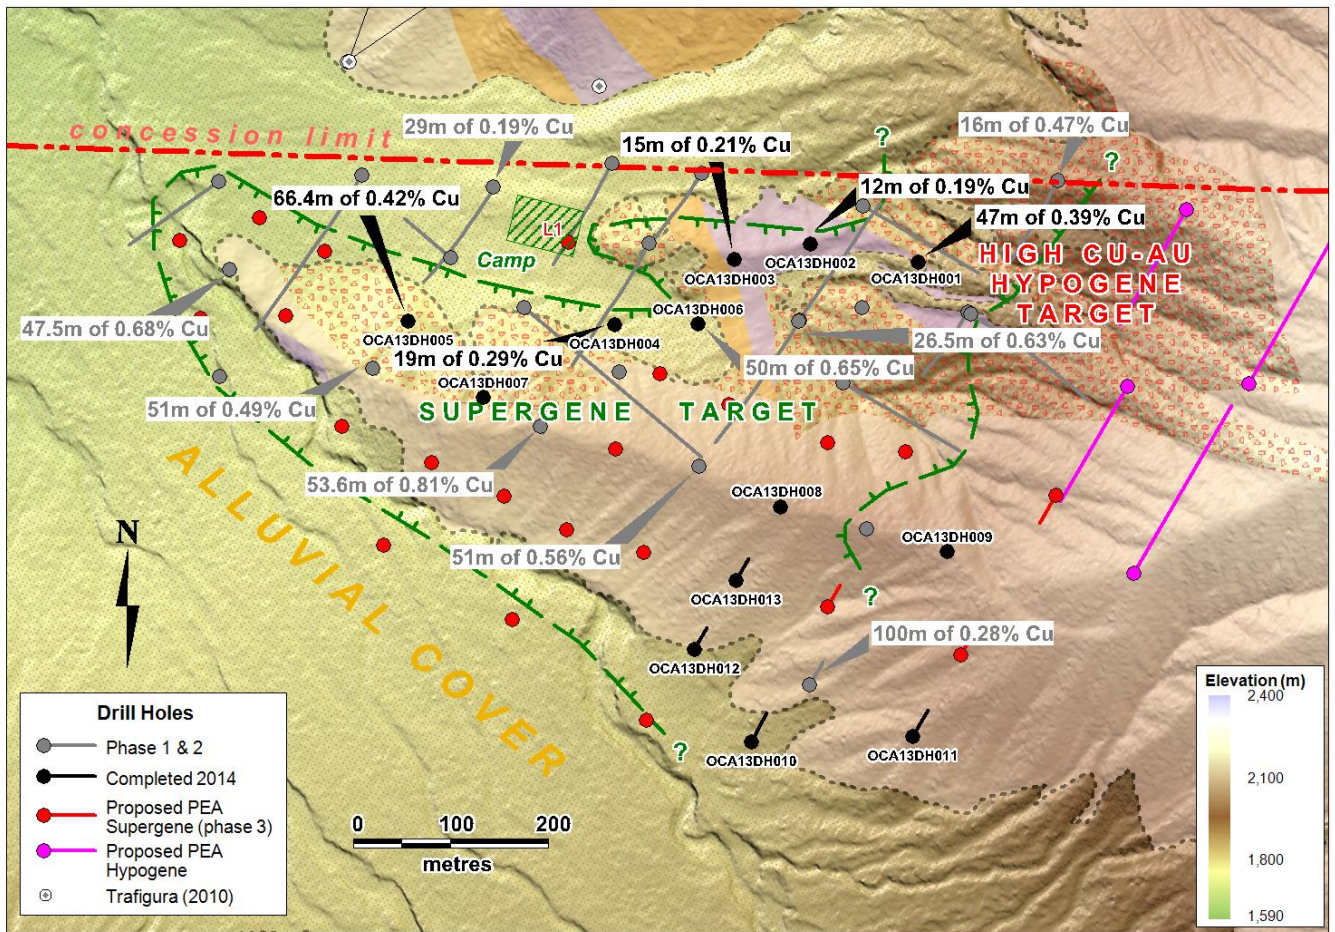 concession limit
29m of 0.19% Cu
15m of 0.21% Cu
?
16m of 0.47% Cu
?
66.4m of 0.42% Cu
12m of 0.19% Cu
47m of 0.39% Cu
L1
Camp
OCA13DH003
OCA13DH002
OCA13DH001
HIGH CU-AU
HYPOGENE
TARGET
47.5m of 0.68% Cu
OCA13DH005
OCA13DH004
OCA13DH006
19m of 0.29% Cu
26.5m of 0.63% Cu
50m of 0.65% Cu
OCA13DH007
51m of 0.49% Cu
SUPERGENE TARGET
53.6m of 0.81% Cu
ALLUVIAL COVER
OCA13DH008
51m of 0.56% Cu
OCA13DH009
N
OCA13DH013
?
100m of 0.28% Cu
OCA13DH012
?
OCA13DH010
OCA13DH011
Drill Holes
Phase 1 & 2
Completed 2014
Proposed PEA
Supergene (phase 3)
Proposed PEA
Hypogene
Trafigura (2010)
0 100 200
metres
Elevation (m)
2,400
2,100
1,800
1,590